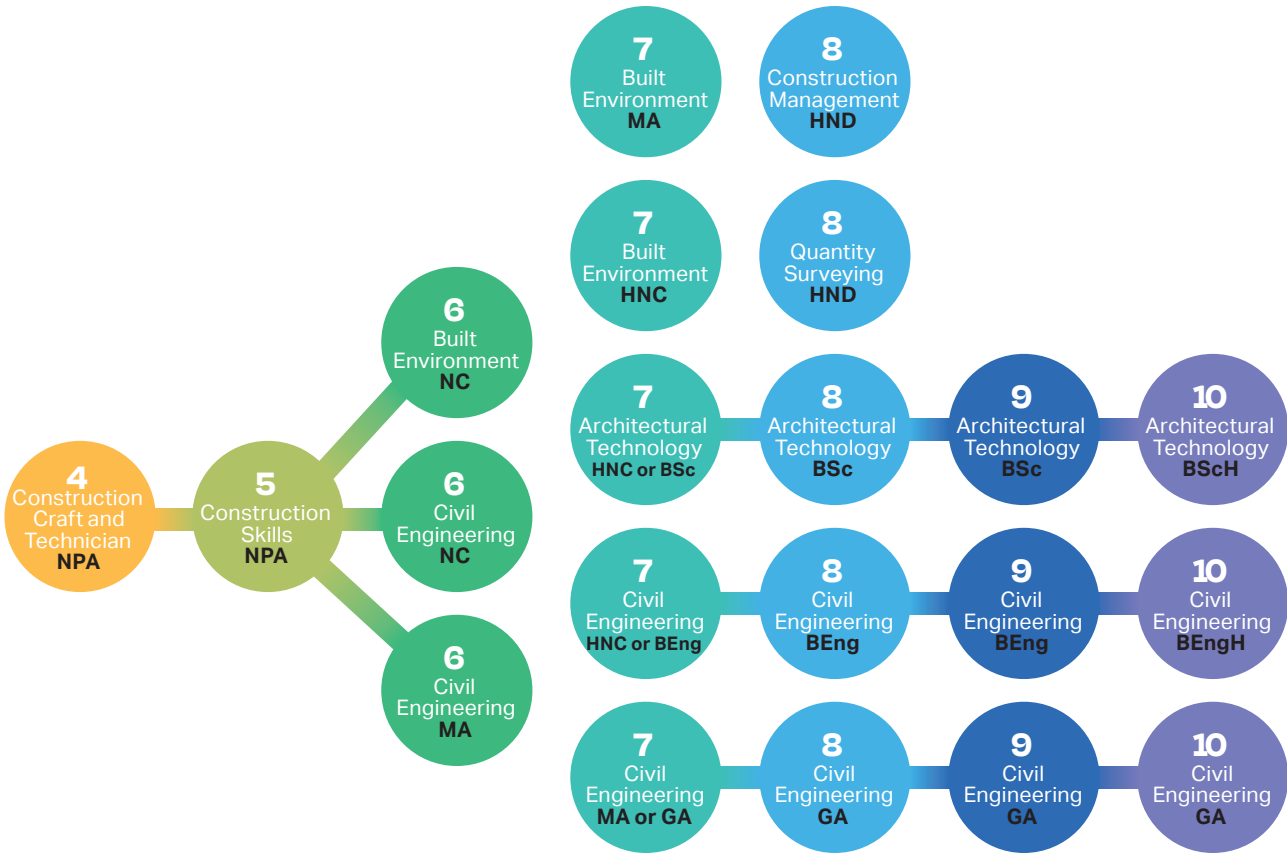 4
Construction
Craft and
Technician
NPA
5
Construction
Skills
NPA
6
Built
Environment
NC
6
Civil
Engineering
NC
6
Civil
Engineering
MA
7
Built
Environment
MA
8
Construction
Management
HND
7
Built
Environment
HNC
8
Quantity
Surveying
HND
7
Architectural
Technology
HNC or BSc
8
Architectural
Technology
BSc
9
Architectural
Technology
BSc
10
Architectural
Technology
BScH
7
Civil
Engineering
HNC or BEng
8
Civil
Engineering
BEng
9
Civil
Engineering
BEng
10
Civil
Engineering
BEngH
7
Civil
Engineering
MA or GA
8
Civil
Engineering
GA
9
Civil
Engineering
GA
10
Civil
Engineering
GA